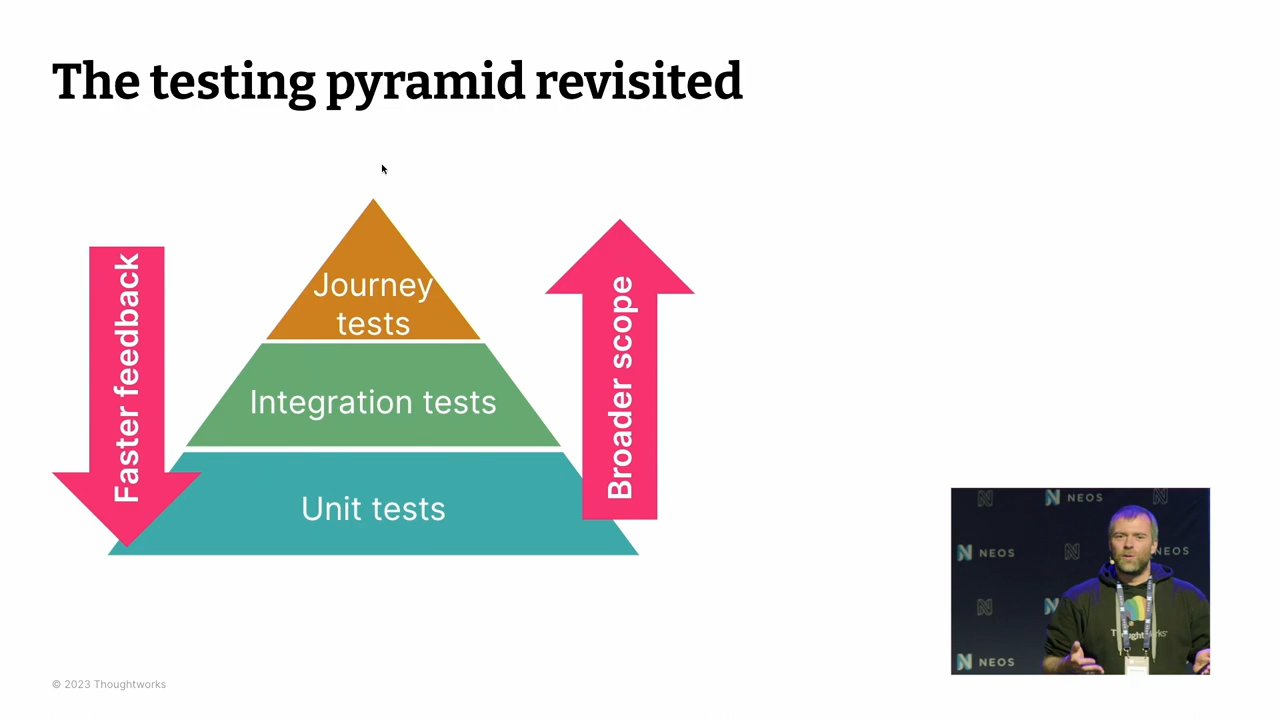 The testing pyramid revisited
Faster feedback
Journey
tests
Integration tests
Unit tests
Broader scope
NEOS
NEOS
NEOS
NEOS
ThoughtWorks
© 2023 Thoughtworks